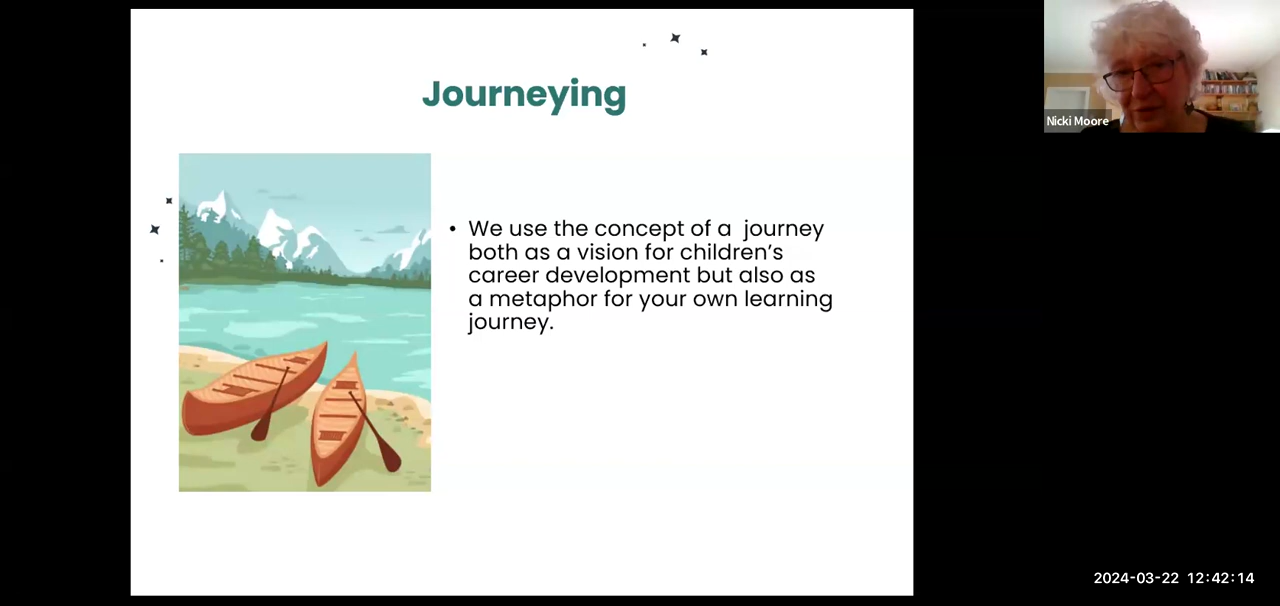 Journeying
• We use the concept of a  journey
both as a vision for children’s
career development but also as
a metaphor for your own learning
journey.
Nicki Moore
2024-03-22 12:42:14